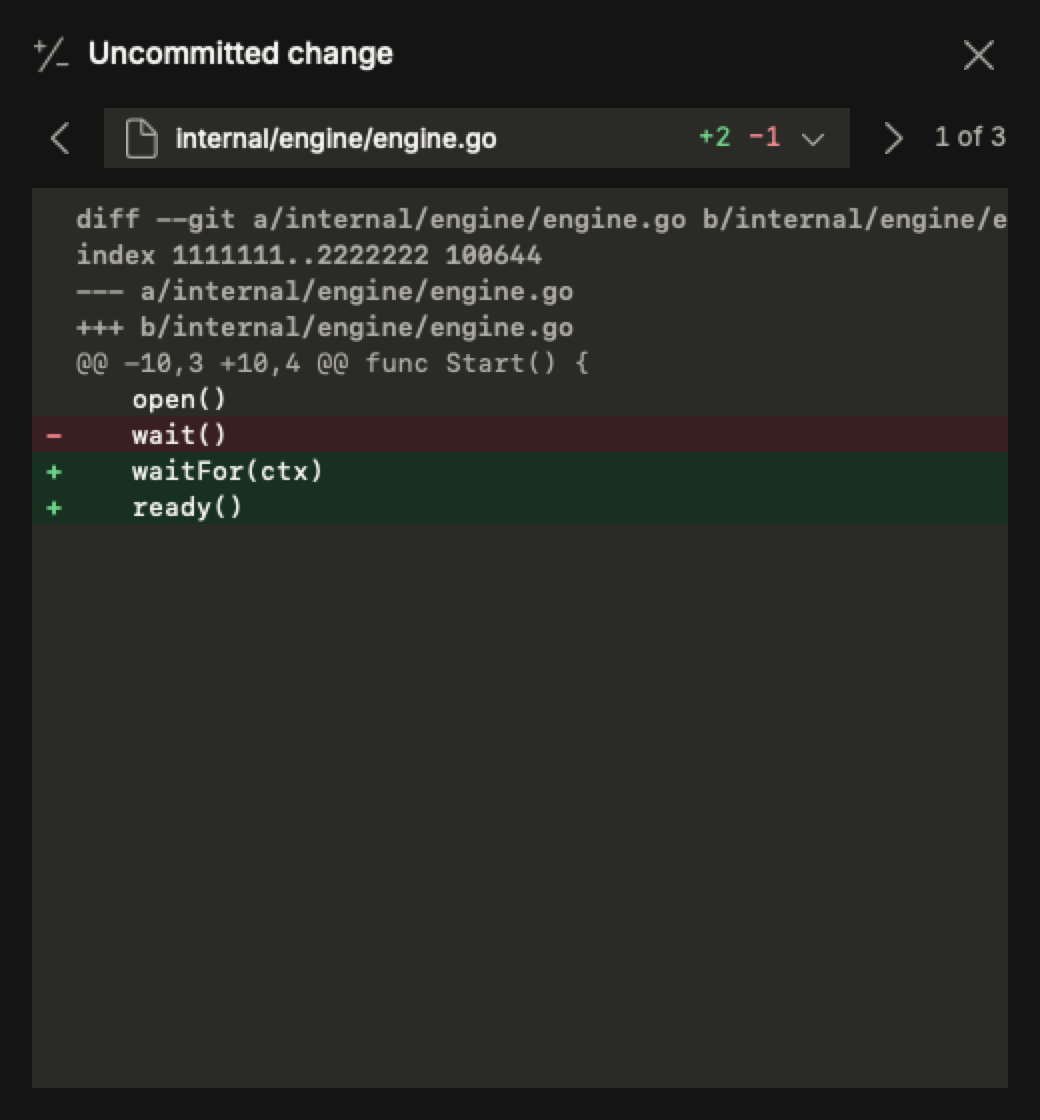 Uncommitted change
internal/engine/engine.go +2 -1 1 of 3
diff --git a/internal/engine/engine.go b/internal/engine/e
index 1111111..2222222 100644
--- a/internal/engine/engine.go
+++ b/internal/engine/engine.go
@@ -10,3 +10,4 @@ func Start() {
open()
- wait()
+ waitFor(ctx)
+ ready()